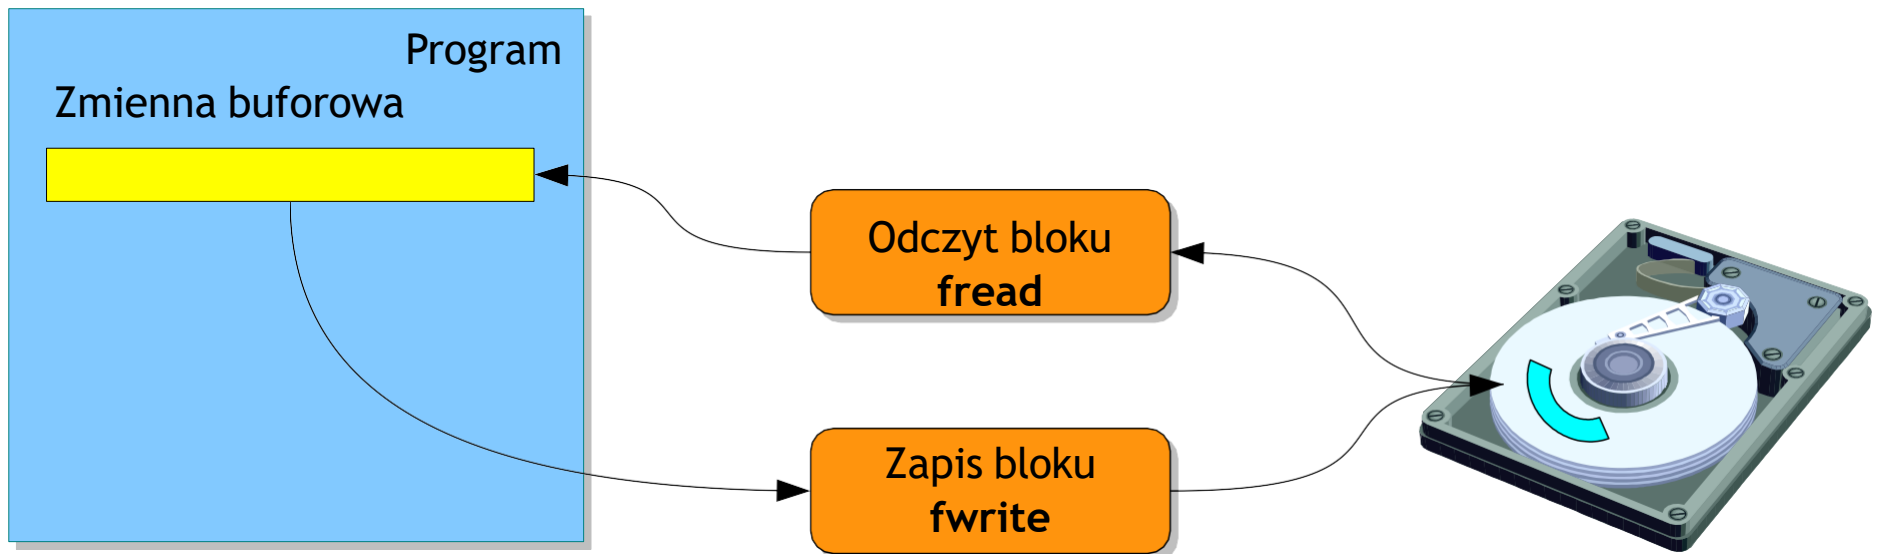 Program
Zmienna buforowa
Odczyt bloku
fread
Zapis bloku
fwrite